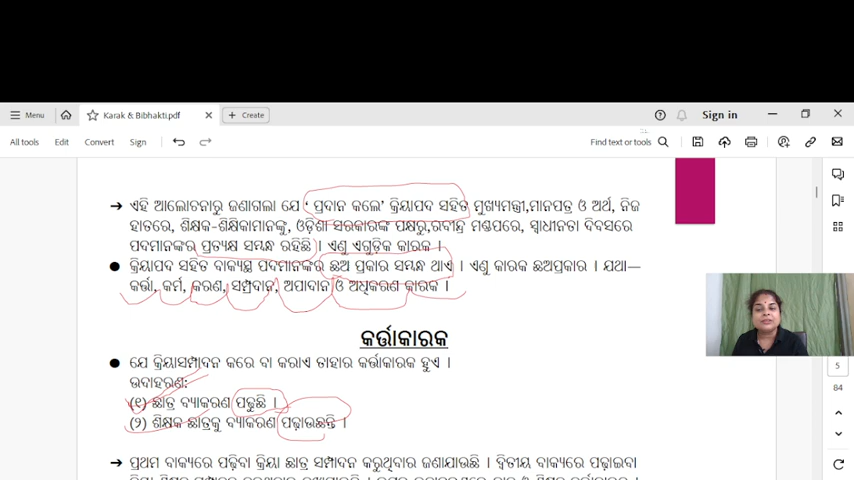 Menu
Karak & Bibhakti.pdf
Create
Sign in
All tools Edit Convert Sign
Find text or tools
➔ ଏହି ଆଲୋଚନାରୁ ଜଣାଗଲା ଯେ ‘ ପ୍ରଦାନ କଲେ’ କ୍ରିୟାପଦ ସହିତ ମୁଖ୍ୟମନ୍ତ୍ରୀ,ମାନପତ୍ର ଓ ଅର୍ଥ, ନିଜ
ହାତରେ, ଶିକ୍ଷକ-ଶିକ୍ଷିକାମାନଙ୍କୁ, ଓଡ଼ିଶା ସରକାରଙ୍କ ପକ୍ଷରୁ,ରବୀନ୍ଦ୍ର ମଣ୍ଡପରେ, ସ୍ୱାଧୀନତା ଦିବସରେ
ପଦମାନଙ୍କର ପ୍ରତ୍ୟକ୍ଷ ସମ୍ବନ୍ଧ ରହିଛି । ଏଣୁ ଏଗୁଡ଼ିକ କାରକ ।
● କ୍ରିୟାପଦ ସହିତ ବାକ୍ୟସ୍ଥ ପଦମାନଙ୍କର ଛଅ ପ୍ରକାର ସମ୍ବନ୍ଧ ଥାଏ । ଏଣୁ କାରକ ଛଅପ୍ରକାର । ଯଥା—
କର୍ତ୍ତା, କର୍ମ, କରଣ, ସମ୍ପ୍ରଦାନ, ଅପାଦାନ ଓ ଅଧିକରଣ କାରକ ।
କର୍ତ୍ତାକାରକ
● ଯେ କ୍ରିୟାସମ୍ପାଦନ କରେ ବା କରାଏ ତାହାର କର୍ତ୍ତାକାରକ ହୁଏ ।
ଉଦାହରଣ:
(୧) ଛାତ୍ର ବ୍ୟାକରଣ ପଢୁଛି ।
(୨) ଶିକ୍ଷକ ଛାତ୍ରକୁ ବ୍ୟାକରଣ ପଢ଼ାଉଛନ୍ତି ।
➔ ପ୍ରଥମ ବାକ୍ୟରେ ପଢ଼ିବା କ୍ରିୟା ଛାତ୍ର ସମ୍ପାଦନ କରୁଥିବାର ଜଣାଯାଉଛି । ଦ୍ୱିତୀୟ ବାକ୍ୟରେ ପଢ଼ାଇବା
5
64